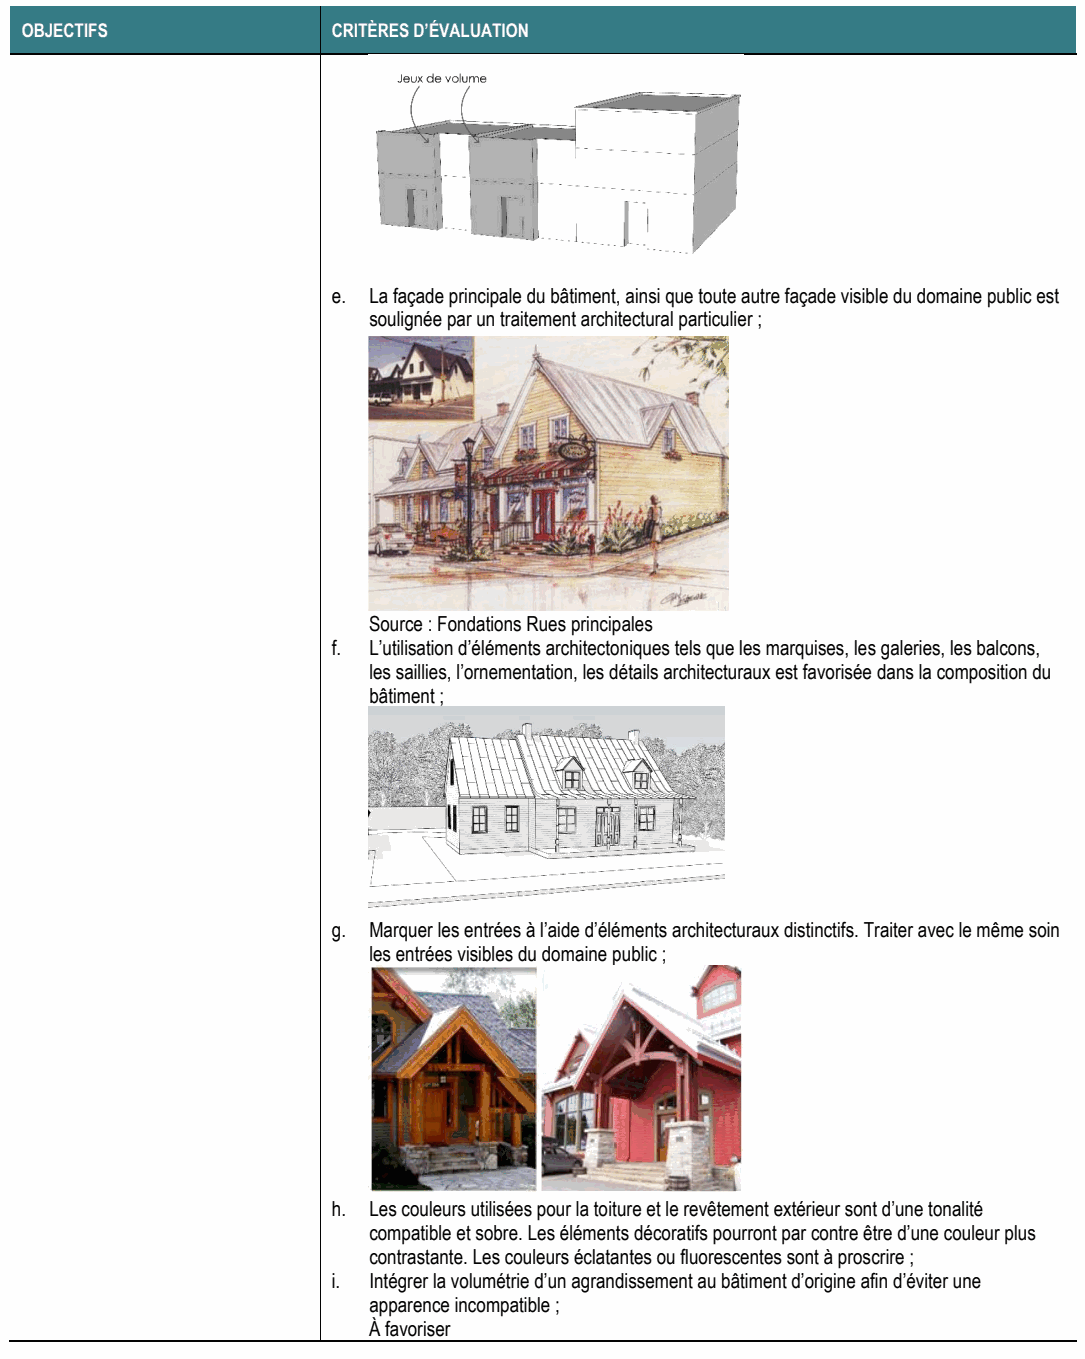 OBJECTIFS
CRITÈRES D'ÉVALUATION
Jeux de volume
e. La façade principale du bâtiment, ainsi que toute autre façade visible du domaine public est
soulignée par un traitement architectural particulier ;
Source : Fondations Rues principales
f. L'utilisation d'éléments architectoniques tels que les marquises, les galeries, les balcons,
les saillies, l'ornementation, les détails architecturaux est favorisée dans la composition du
bâtiment ;
g. Marquer les entrées à l'aide d'éléments architecturaux distinctifs. Traiter avec le même soin
les entrées visibles du domaine public ;
h. Les couleurs utilisées pour la toiture et le revêtement extérieur sont d'une tonalité
compatible et sobre. Les éléments décoratifs pourront par contre être d'une couleur plus
contrastante. Les couleurs éclatantes ou fluorescentes sont à proscrire ;
i. Intégrer la volumétrie d'un agrandissement au bâtiment d'origine afin d'éviter une
apparence incompatible ;
À favoriser